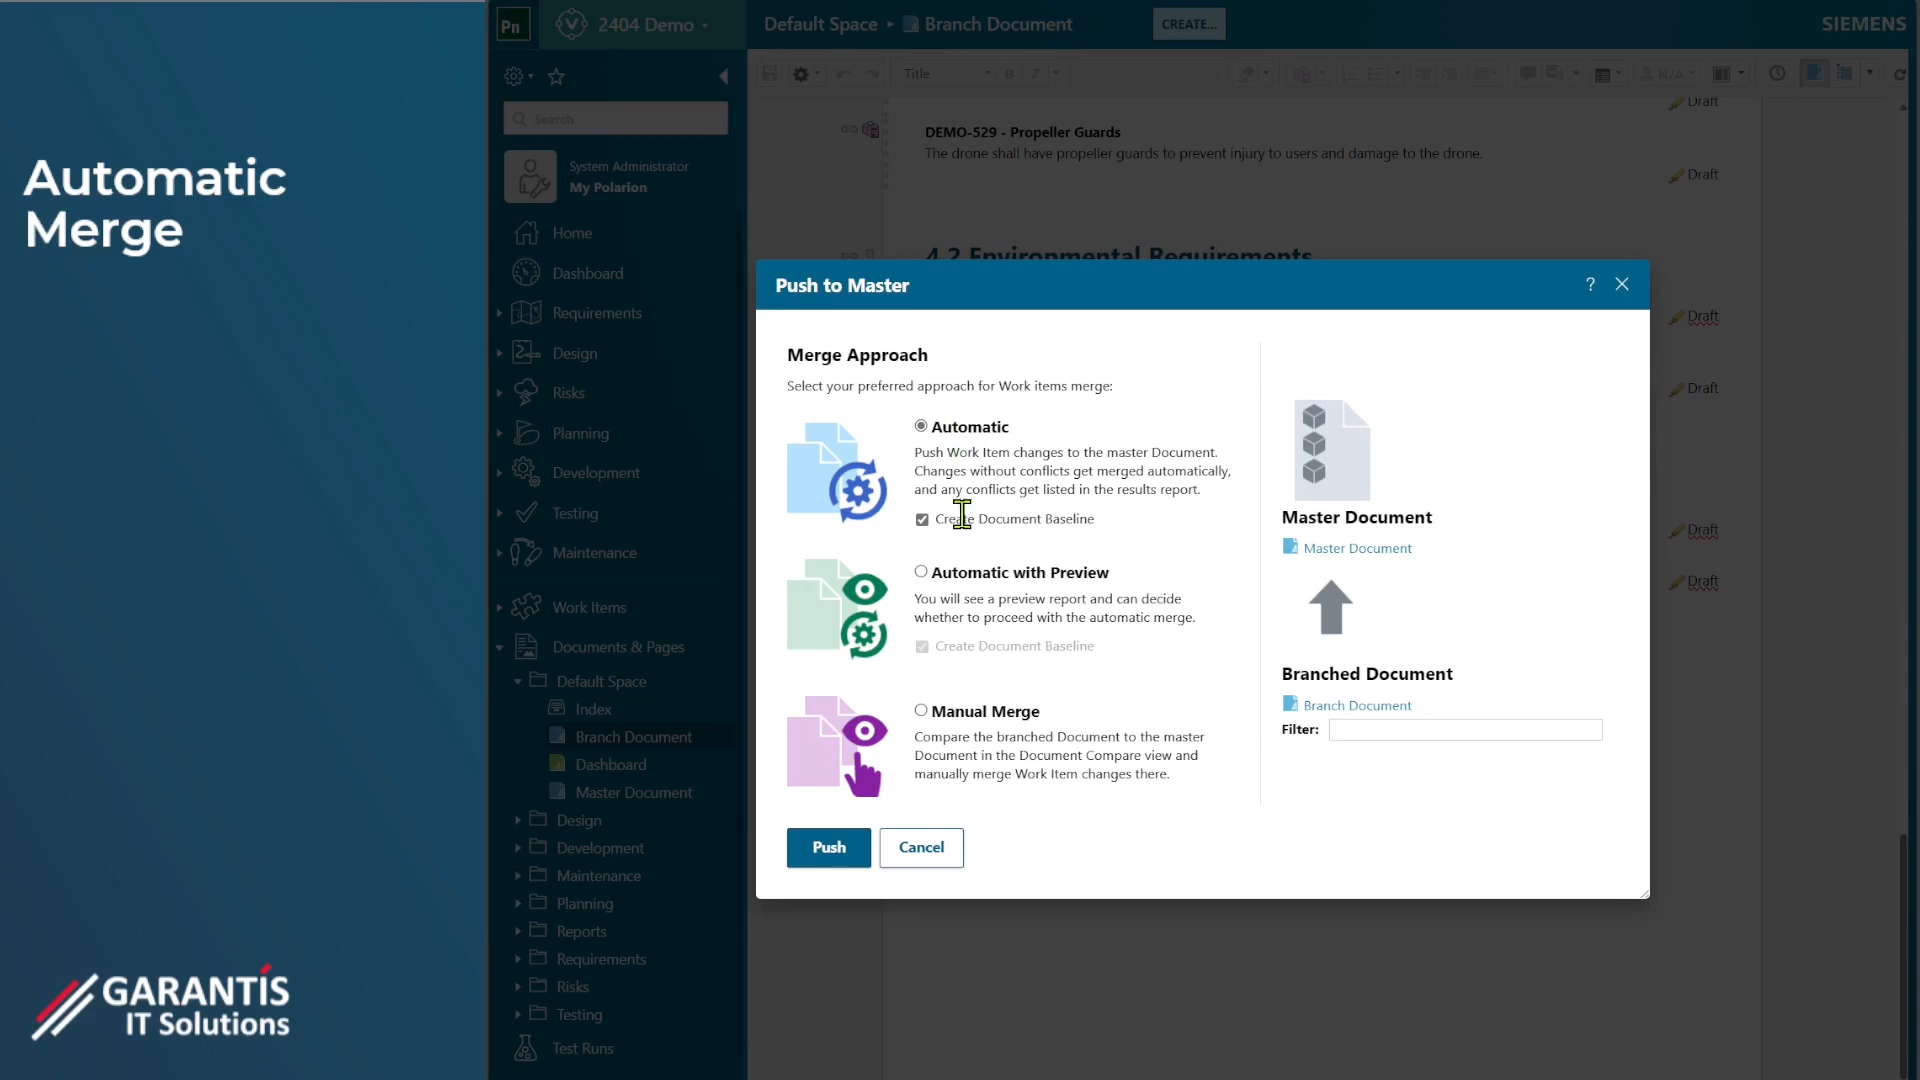 Automatic
Merge
GARANTİS
IT Solutions
Pn
2404 Demo
Default Space
Branch Document
CREATE...
SIEMENS
Title
B
I
N/A
Search
System Administrator
My Polarion
Home
Dashboard
Requirements
Design
Risks
Planning
Development
Testing
Maintenance
Work Items
Documents & Pages
Default Space
Index
Branch Document
Dashboard
Master Document
Design
Development
Maintenance
Planning
Reports
Requirements
Risks
Testing
Test Runs
Draft
DEMO-529 - Propeller Guards
The drone shall have propeller guards to prevent injury to users and damage to the drone.
Draft
4.2 Environmental Requirements
Draft
Draft
Draft
Draft
Push to Master
?
Merge Approach
Select your preferred approach for Work items merge:
Automatic
Push Work Item changes to the master Document.
Changes without conflicts get merged automatically,
and any conflicts get listed in the results report.
Create Document Baseline
Automatic with Preview
You will see a preview report and can decide
whether to proceed with the automatic merge.
Create Document Baseline
Manual Merge
Compare the branched Document to the master
Document in the Document Compare view and
manually merge Work Item changes there.
Push
Cancel
Master Document
Master Document
Branched Document
Branch Document
Filter: